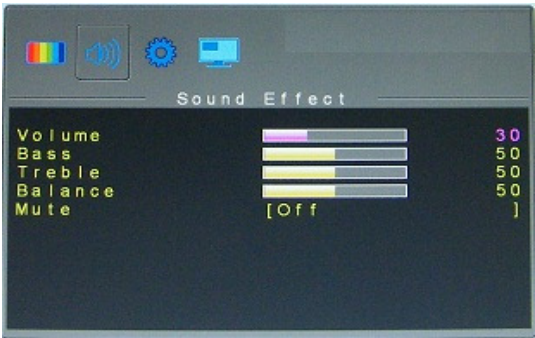 Sound Effect
Volume 30
Bass 50
Treble 50
Balance 50
Mute [Off ]